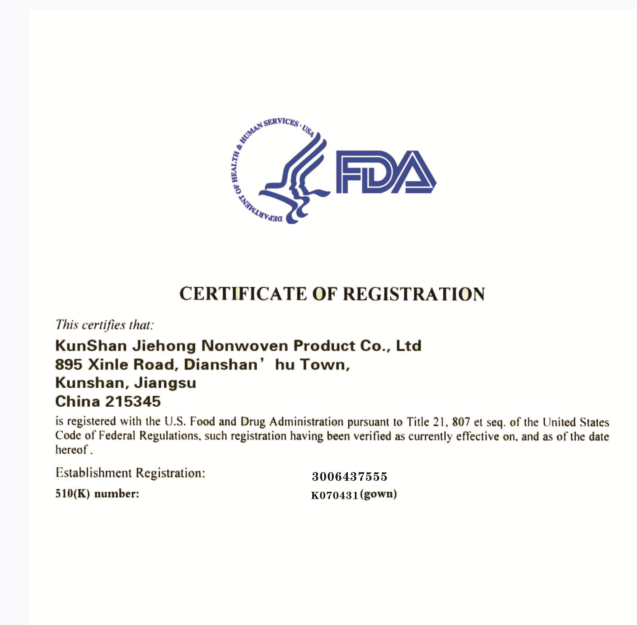 DEPARTMENT OF HEALTH & HUMAN SERVICES · USA
FDA
CERTIFICATE OF REGISTRATION
This certifies that:
KunShan Jiehong Nonwoven Product Co., Ltd
895 Xinle Road, Dianshan’ hu Town,
Kunshan, Jiangsu
China 215345
is registered with the U.S. Food and Drug Administration pursuant to Title 21, 807 et seq. of the United States
Code of Federal Regulations, such registration having been verified as currently effective on, and as of the date
hereof .
Establishment Registration: 3006437555
510(K) number: K070431(gown)